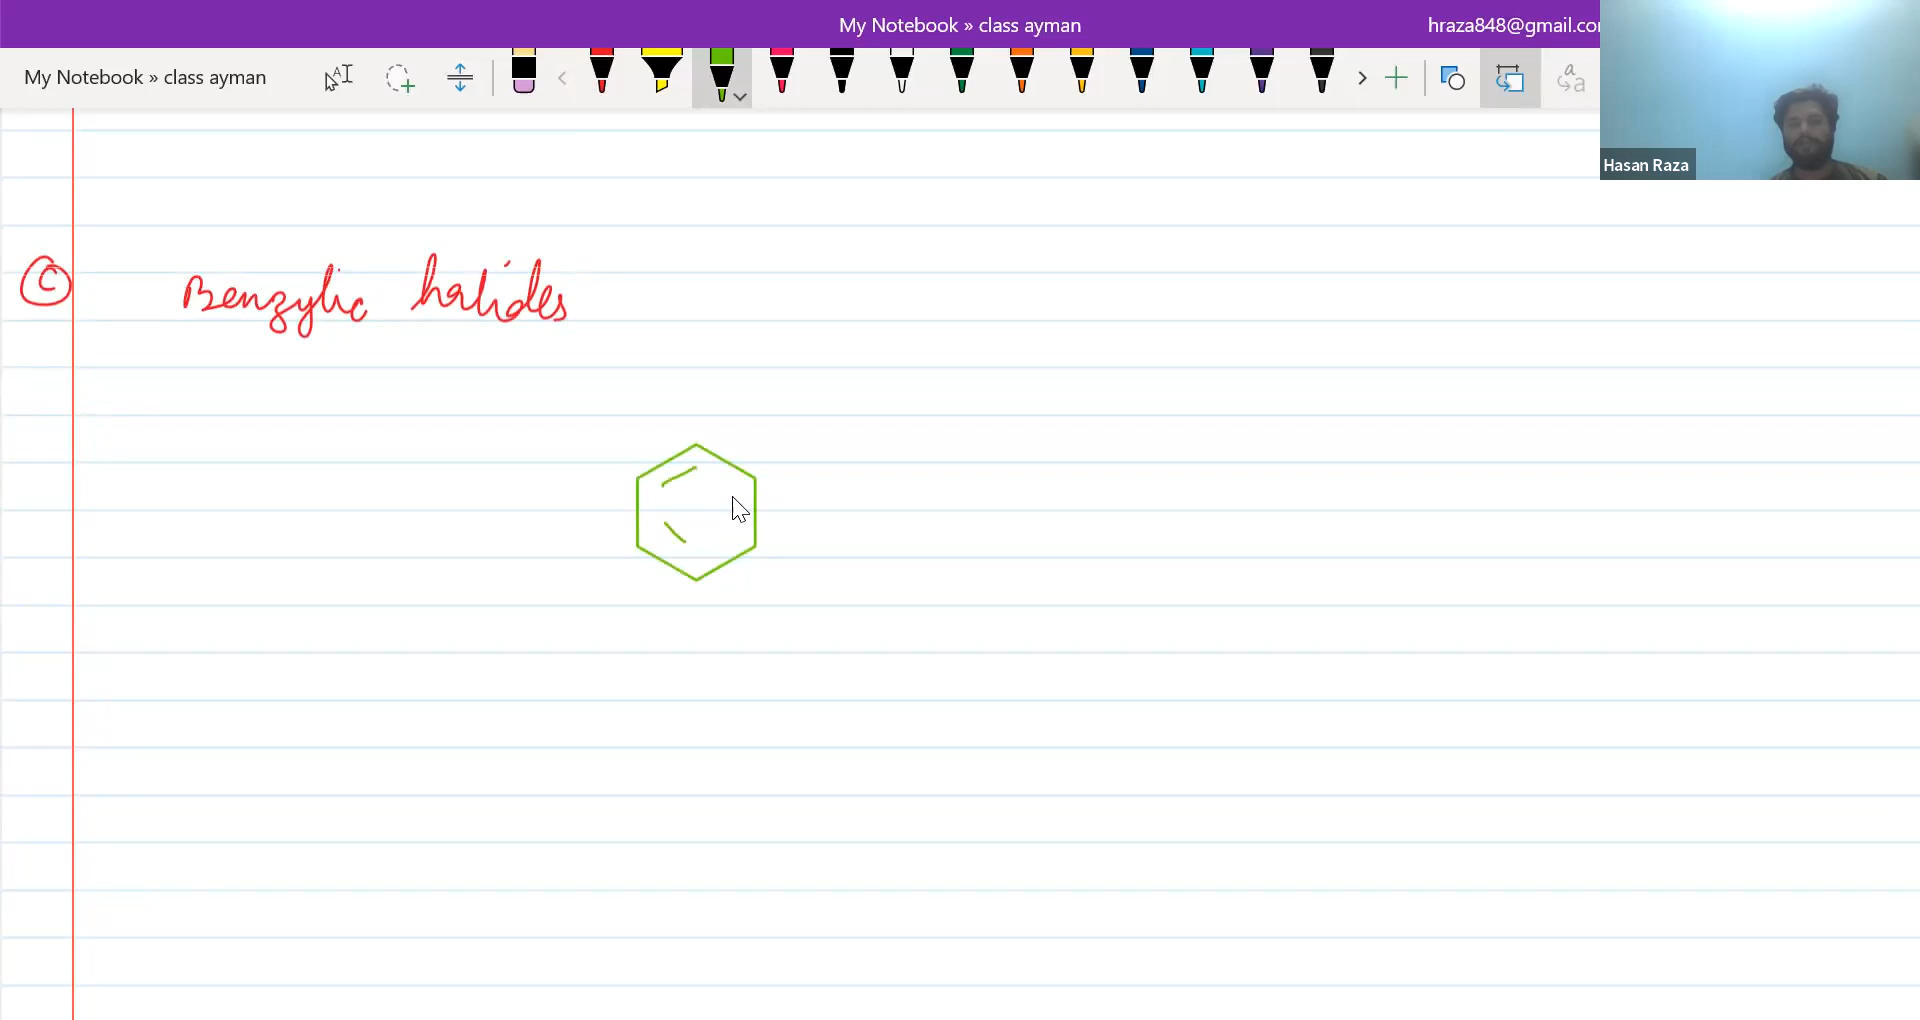 My Notebook » class ayman
hraza848@gmail.co
My Notebook » class ayman
Hasan Raza
© Benzylic halides